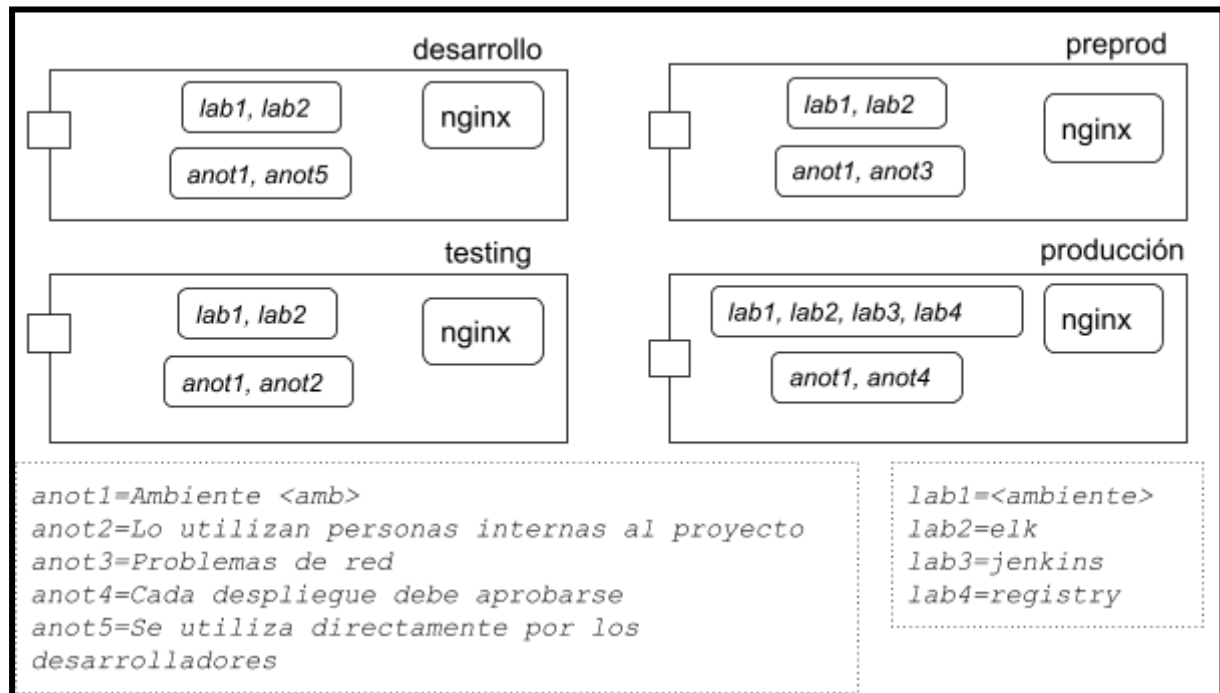 desarrollo
lab1, lab2
nginx
anot1, anot5
preprod
lab1, lab2
nginx
anot1, anot3
testing
lab1, lab2
nginx
anot1, anot2
producción
lab1, lab2, lab3, lab4
nginx
anot1, anot4
anot1=Ambiente <amb>
anot2=Lo utilizan personas internas al proyecto
anot3=Problemas de red
anot4=Cada despliegue debe aprobarse
anot5=Se utiliza directamente por los
desarrolladores
lab1=<ambiente>
lab2=elk
lab3=jenkins
lab4=registry